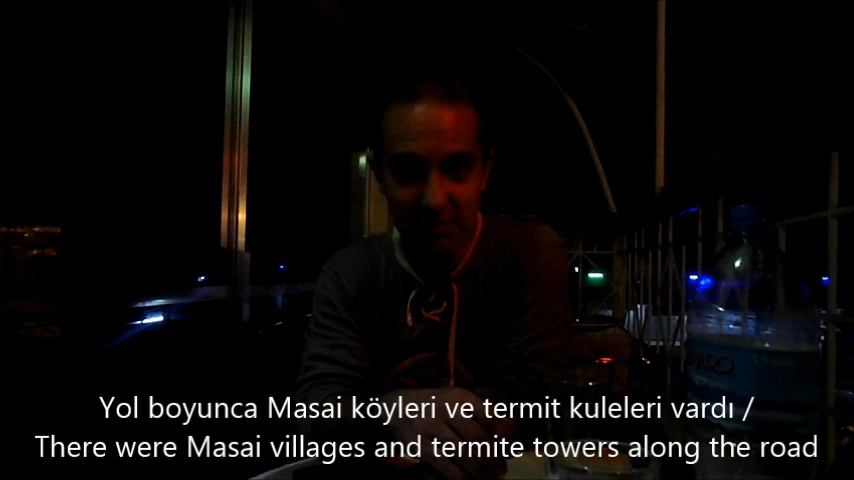 Yol boyunca Masai köyleri ve termit kuleleri vardı /
There were Masai villages and termite towers along the road